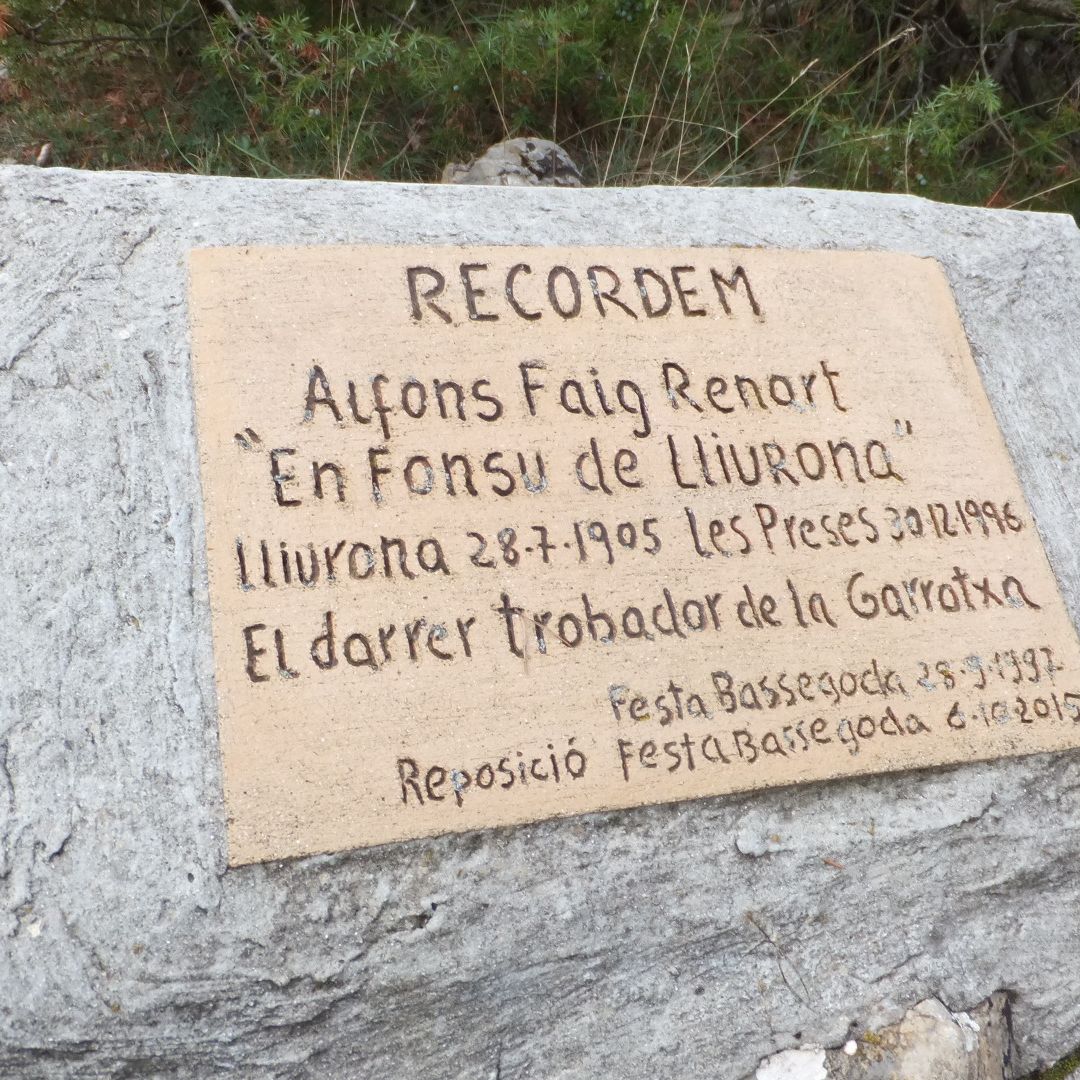 RECORDEM
Alfons Faig Renart
"En Fonsu de Lliurona"
Lliurona 28·7·1905 Les Preses 30·12·1996
El darrer trobador de la Garrotxa
Festa Bassegoda 28·9·1997
Reposició Festa Bassegoda 6·10·2015